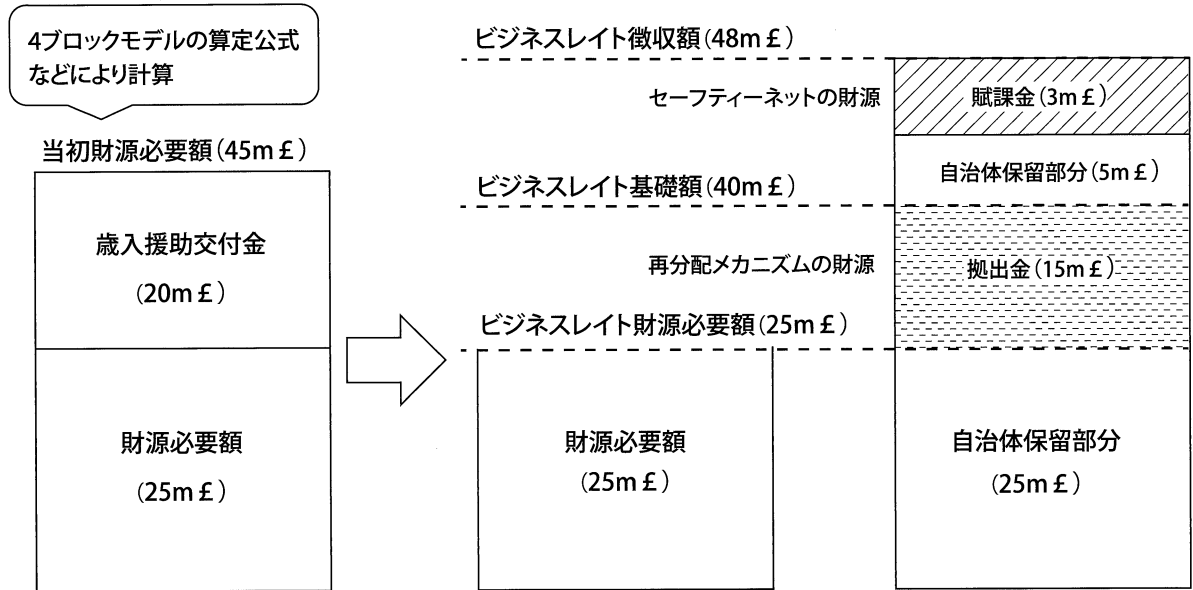 4ブロックモデルの算定公式
などにより計算
当初財源必要額(45m£)
歳入援助交付金
(20m£)
財源必要額
(25m£)
ビジネスレイト徴収額(48m£)
セーフティーネットの財源
ビジネスレイト基礎額(40m£)
再分配メカニズムの財源
ビジネスレイト財源必要額(25m£)
財源必要額
(25m£)
賦課金(3m£)
自治体保留部分(5m£)
拠出金(15m£)
自治体保留部分
(25m£)